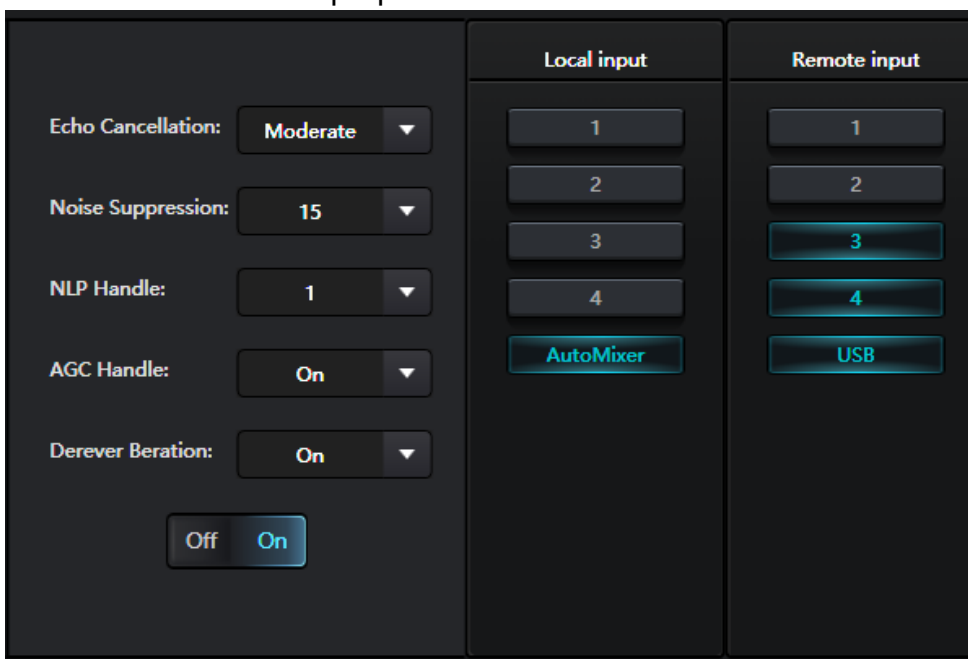 Local input
Remote input
Echo Cancellation:
Moderate
1
1
Noise Suppression:
15
2
2
3
3
NLP Handle:
1
4
4
AGC Handle:
On
AutoMixer
USB
Derever Beration:
On
Off
On